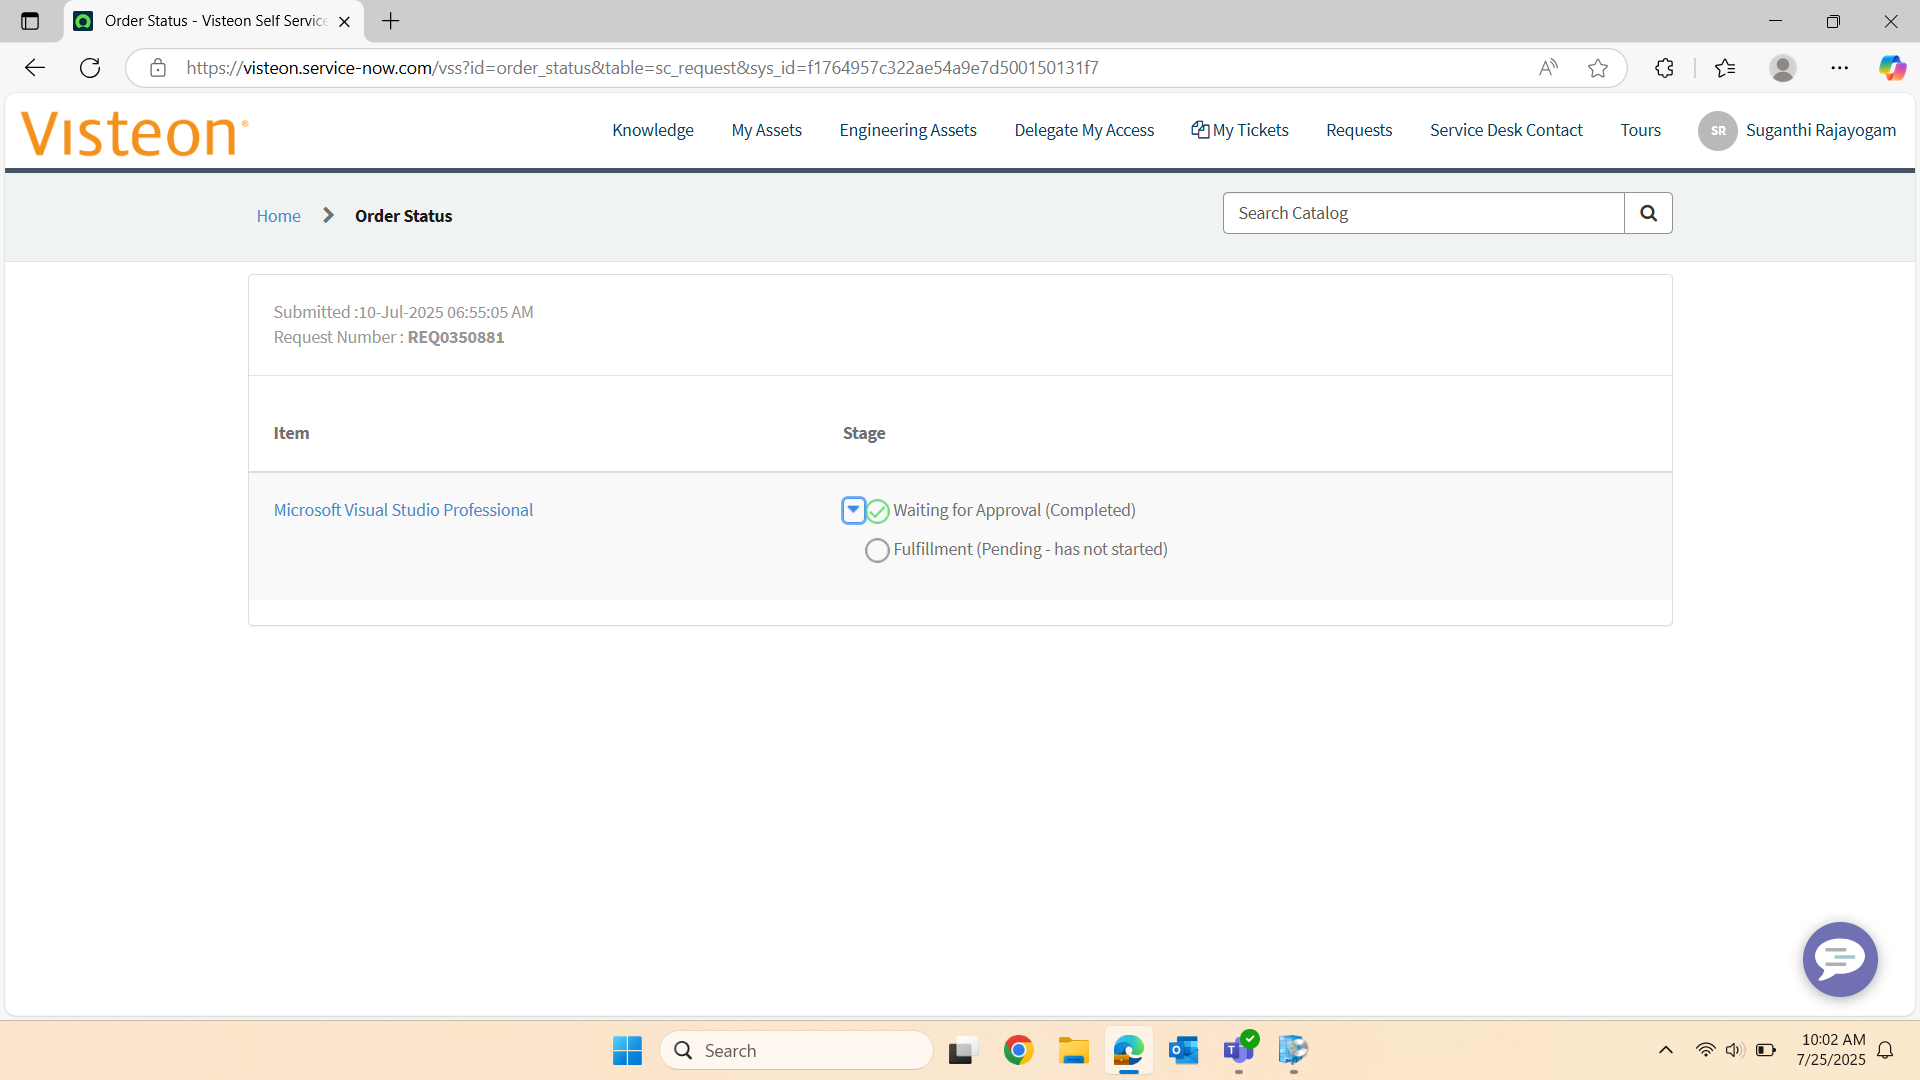 Order Status - Visteon Self Service
https://visteon.service-now.com/vss?id=order_status&table=sc_request&sys_id=f1764957c322ae54a9e7d500150131f7
Visteon
Knowledge
My Assets
Engineering Assets
Delegate My Access
My Tickets
Requests
Service Desk Contact
Tours
SR
Suganthi Rajayogam
Home
Order Status
Search Catalog
Submitted :10-Jul-2025 06:55:05 AM
Request Number : REQ0350881
Item
Stage
Microsoft Visual Studio Professional
Waiting for Approval (Completed)
Fulfillment (Pending - has not started)
Search
10:02 AM
7/25/2025